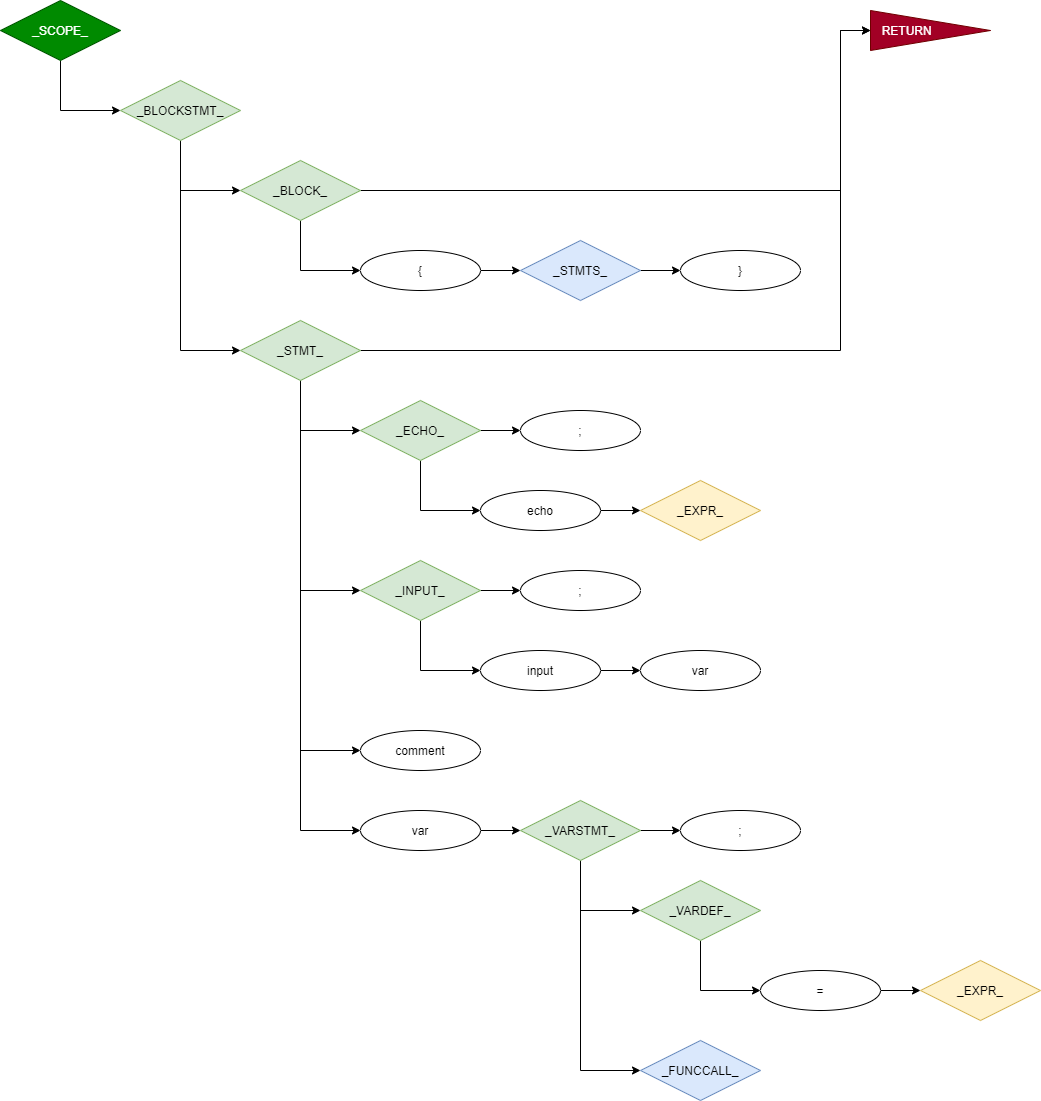 _SCOPE_
RETURN
_BLOCKSTMT_
_BLOCK_
{
_STMTS_
}
_STMT_
_ECHO_
;
echo
_EXPR_
_INPUT_
;
input
var
comment
var
_VARSTMT_
;
_VARDEF_
=
_EXPR_
_FUNCCALL_